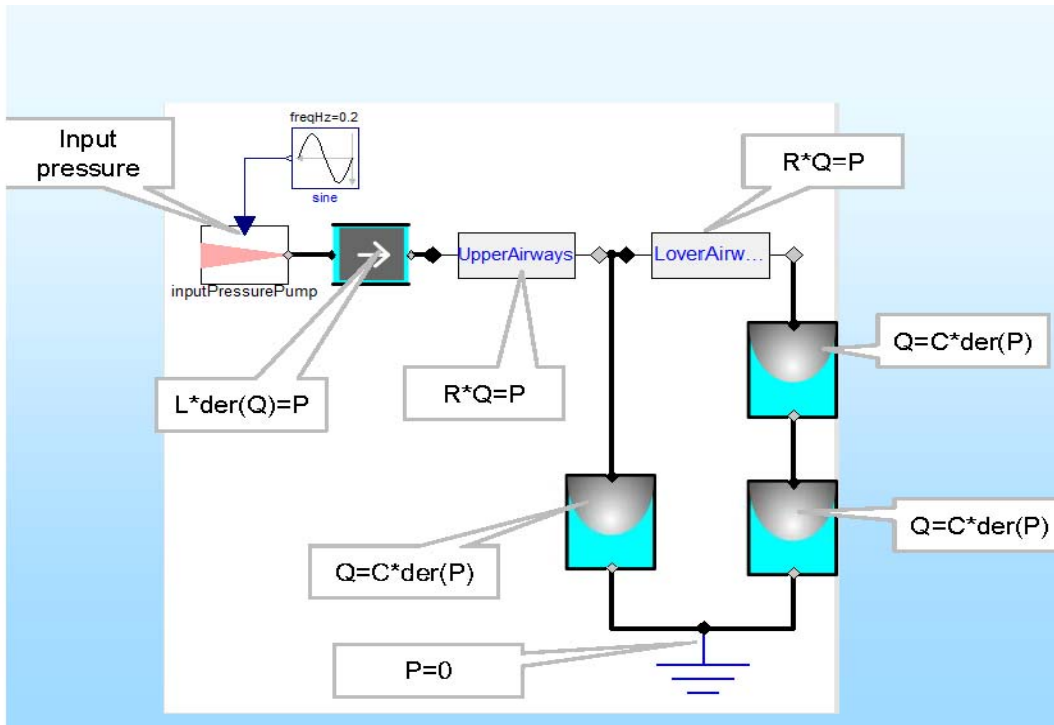 freqHz=0.2
Input
pressure
sine
R*Q=P
UpperAirways
LoverAirw...
inputPressurePump
Q=C*der(P)
L*der(Q)=P
R*Q=P
Q=C*der(P)
Q=C*der(P)
P=0